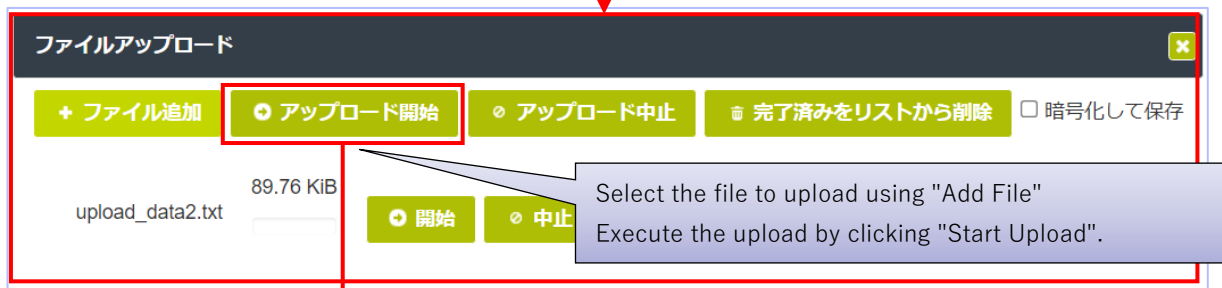 ファイルアップロード
+ ファイル追加 アップロード開始 アップロード中止 完了済みをリストから削除 暗号化して保存
89.76 KiB
upload_data2.txt
開始 中止
Select the file to upload using "Add File"
Execute the upload by clicking "Start Upload".